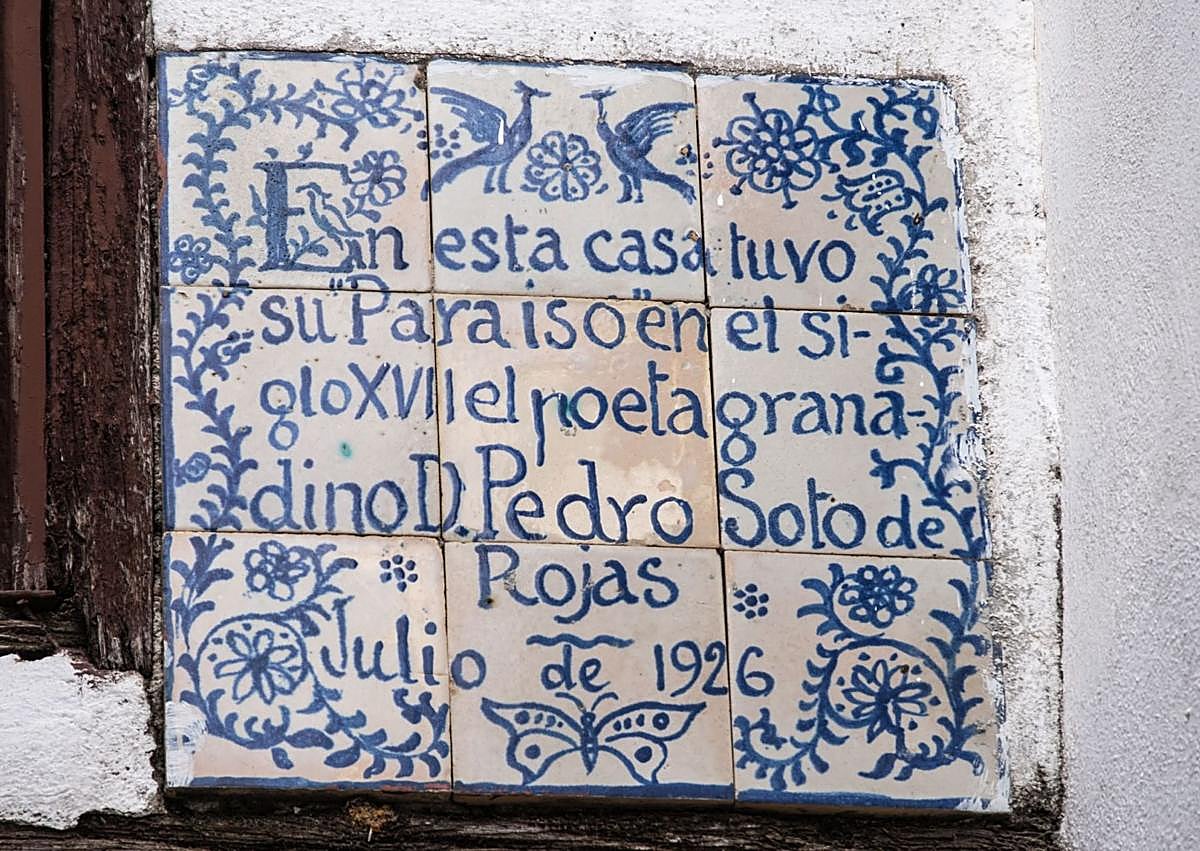 En esta casa tuvo
su "Paraiso" en el si-
glo XVII el poeta grana-
dino D. Pedro Soto de
Rojas
Julio de 1926